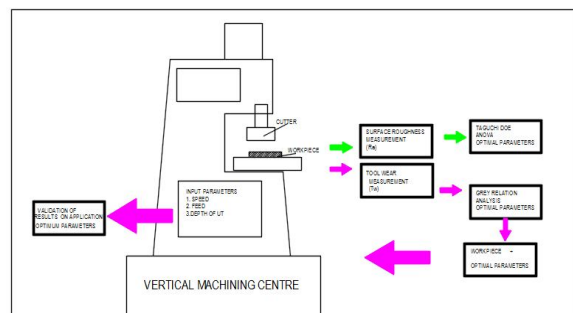 CUTTER
WORKPIECE
INPUT PARAMETERS
1. SPEED
2 FEED
3.DEPTH OF UT
VERTICAL MACHINING CENTRE
VALIDATION OF
RESULTS ON APPLICATION
OPTIMUM PARAMETERS
SURFACE ROUGHNESS
MEASUREMENT
(Ra)
TAGUCHI DOE
ANOVA
OPTIMAL PARAMETERS
TOOL WEAR
MEASUREMENT
(Tw)
GREY RELATION
ANALYSIS
OPTIMAL PARAMETERS
WORKPIECE -
OPTIMAL PARAMETERS